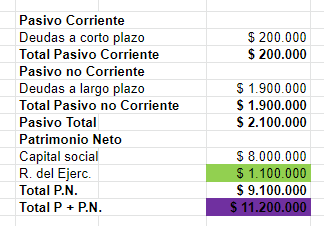 Pasivo Corriente
Deudas a corto plazo $ 200.000
Total Pasivo Corriente $ 200.000
Pasivo no Corriente
Deudas a largo plazo $ 1.900.000
Total Pasivo no Corriente $ 1.900.000
Pasivo Total $ 2.100.000
Patrimonio Neto
Capital social $ 8.000.000
R. del Ejerc. $ 1.100.000
Total P.N. $ 9.100.000
Total P + P.N. $ 11.200.000